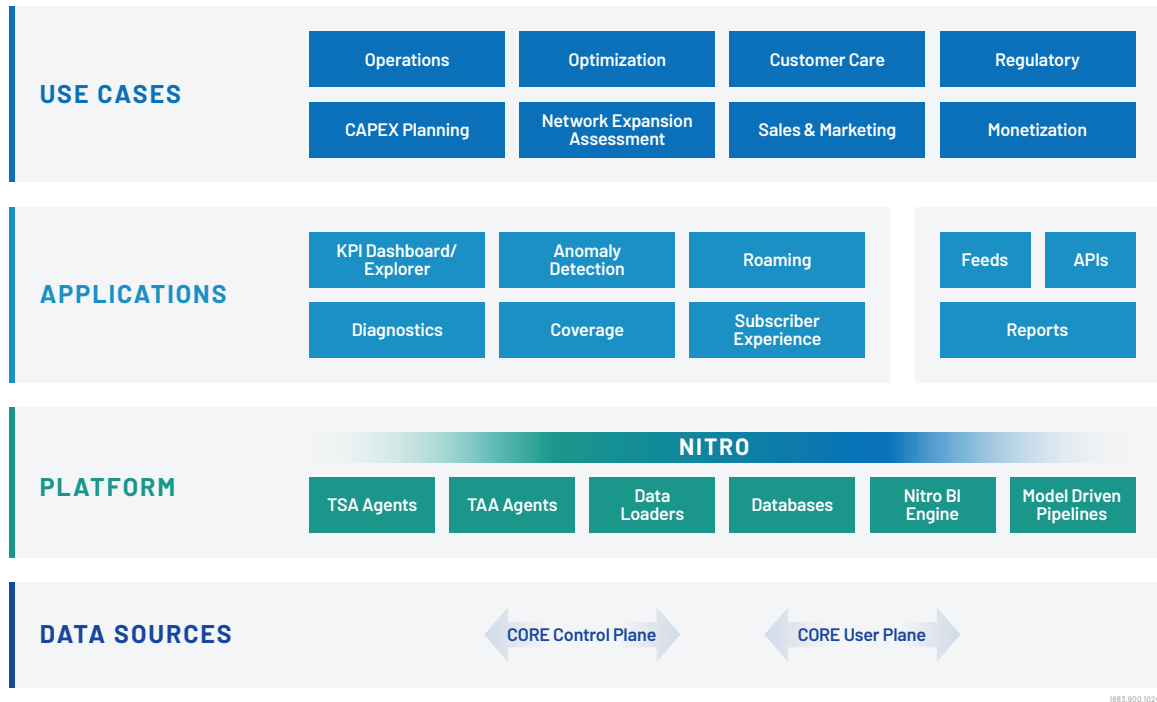 USE CASES
Operations
Optimization
Customer Care
Regulatory
CAPEX Planning
Network Expansion
Assessment
Sales & Marketing
Monetization
APPLICATIONS
KPI Dashboard/
Explorer
Anomaly
Detection
Roaming
Diagnostics
Coverage
Subscriber
Experience
Feeds
APIs
Reports
PLATFORM
NITRO
TSA Agents
TAA Agents
Data
Loaders
Databases
Nitro BI
Engine
Model Driven
Pipelines
DATA SOURCES
CORE Control Plane
CORE User Plane